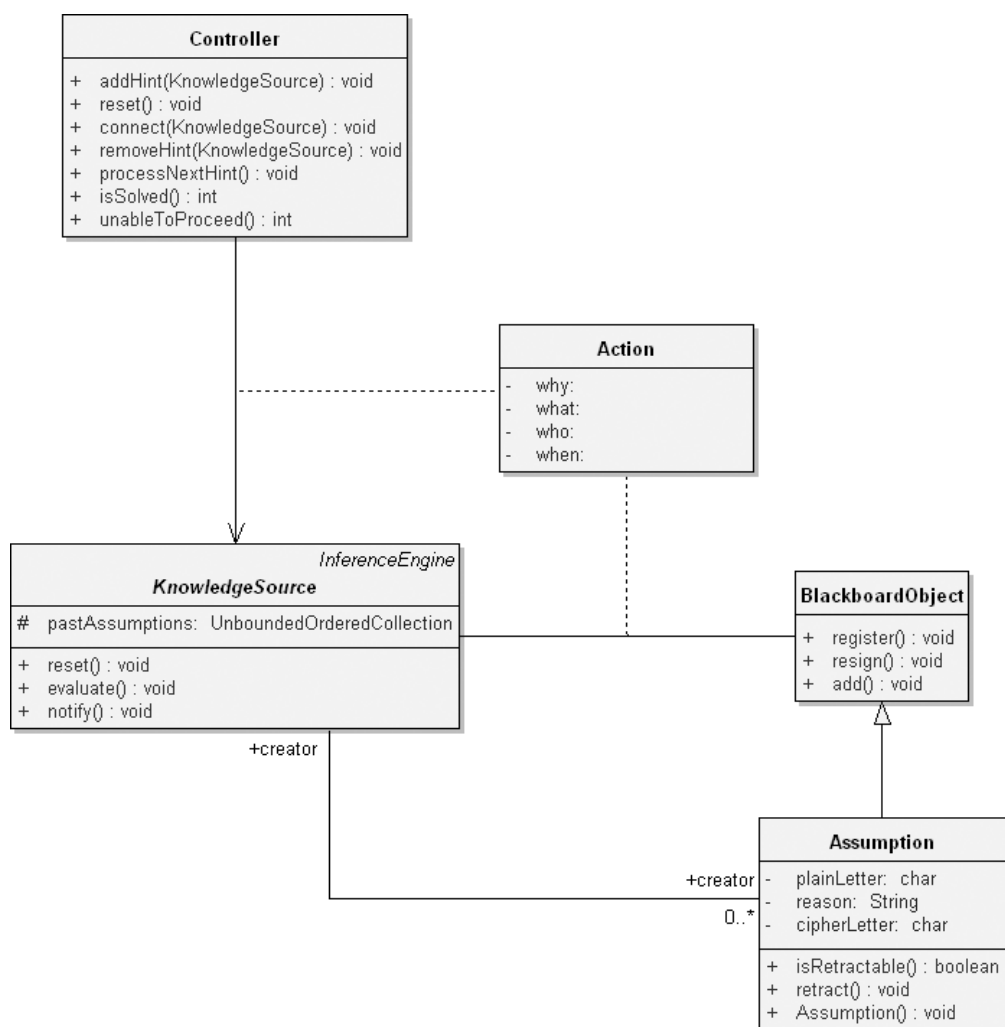 Controller
+ addHint(KnowledgeSource) : void
+ reset() : void
+ connect(KnowledgeSource) : void
+ removeHint(KnowledgeSource) : void
+ processNextHint() : void
+ isSolved() : int
+ unableToProceed() : int
Action
- why:
- what:
- who:
- when:
InferenceEngine
KnowledgeSource
# pastAssumptions: UnboundedOrderedCollection
+ reset() : void
+ evaluate() : void
+ notify() : void
BlackboardObject
+ register() : void
+ resign() : void
+ add() : void
+creator
+creator
0..*
Assumption
- plainLetter: char
- reason: String
- cipherLetter: char
+ isRetractable() : boolean
+ retract() : void
+ Assumption() : void